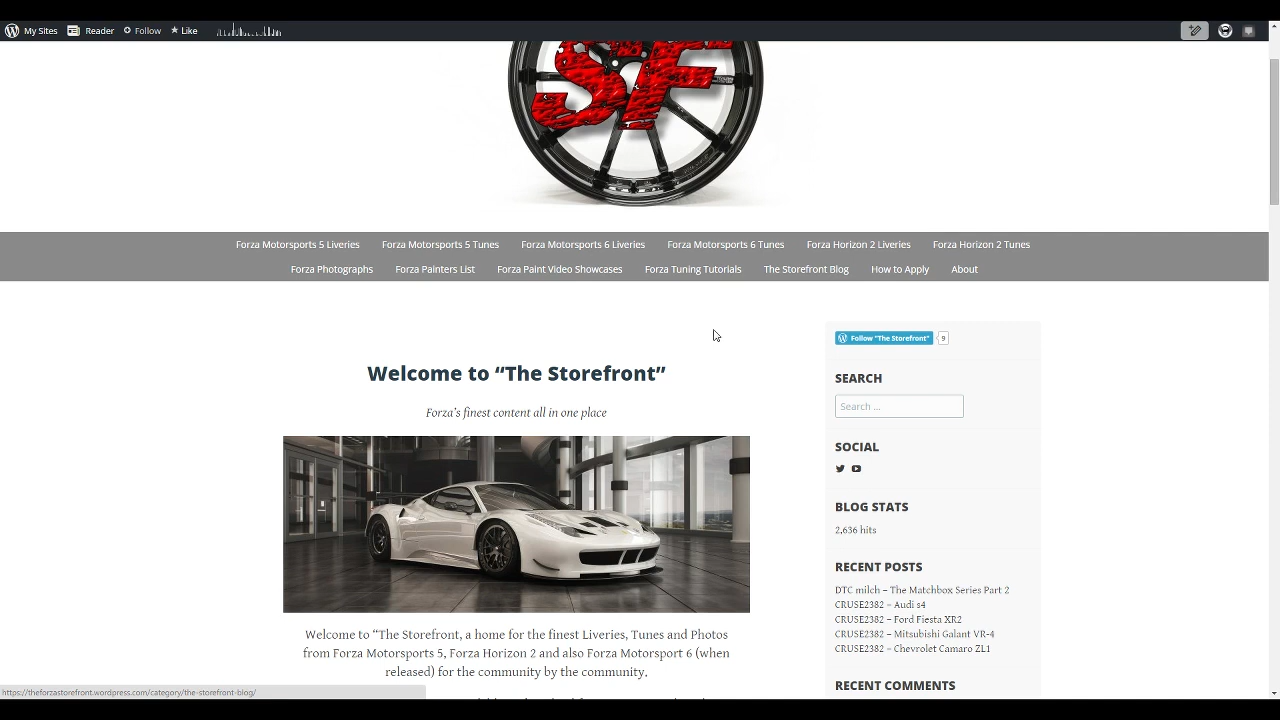 My Sites Reader Follow Like
SF
Forza Motorsports 5 Liveries Forza Motorsports 5 Tunes Forza Motorsports 6 Liveries Forza Motorsports 6 Tunes Forza Horizon 2 Liveries Forza Horizon 2 Tunes
Forza Photographs Forza Painters List Forza Paint Video Showcases Forza Tuning Tutorials The Storefront Blog How to Apply About
Welcome to “The Storefront”
Forza’s finest content all in one place
Welcome to “The Storefront, a home for the finest Liveries, Tunes and Photos
from Forza Motorsports 5, Forza Horizon 2 and also Forza Motorsport 6 (when
released) for the community by the community.
Follow "The Storefront" 9
SEARCH
Search ...
SOCIAL
BLOG STATS
2,636 hits
RECENT POSTS
DTC milch – The Matchbox Series Part 2
CRUSE2382 – Audi s4
CRUSE2382 – Ford Fiesta XR2
CRUSE2382 – Mitsubishi Galant VR-4
CRUSE2382 – Chevrolet Camaro ZL1
RECENT COMMENTS
https://theforzastorefront.wordpress.com/category/the-storefront-blog/